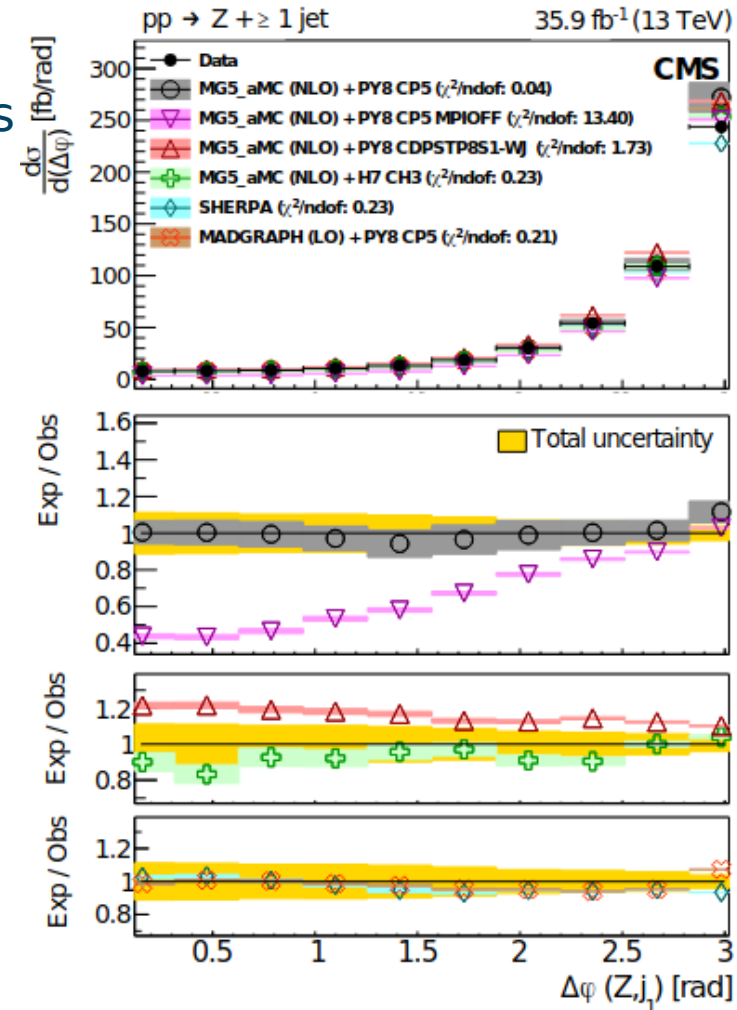 pp → Z + ≥ 1 jet 35.9 fb⁻¹ (13 TeV)
s
dσ/d(Δφ) [fb/rad]
CMS
Data
MG5_aMC (NLO) + PY8 CP5 (χ²/ndof: 0.04)
MG5_aMC (NLO) + PY8 CP5 MPIOFF (χ²/ndof: 13.40)
MG5_aMC (NLO) + PY8 CDPSTP8S1-WJ (χ²/ndof: 1.73)
MG5_aMC (NLO) + H7 CH3 (χ²/ndof: 0.23)
SHERPA (χ²/ndof: 0.23)
MADGRAPH (LO) + PY8 CP5 (χ²/ndof: 0.21)
300
250
200
150
100
50
0
Exp / Obs
Total uncertainty
1.6
1.4
1.2
1
0.8
0.6
0.4
Exp / Obs
1.2
1
0.8
Exp / Obs
1.2
1
0.8
0.5 1 1.5 2 2.5 3
Δφ (Z,j₁) [rad]